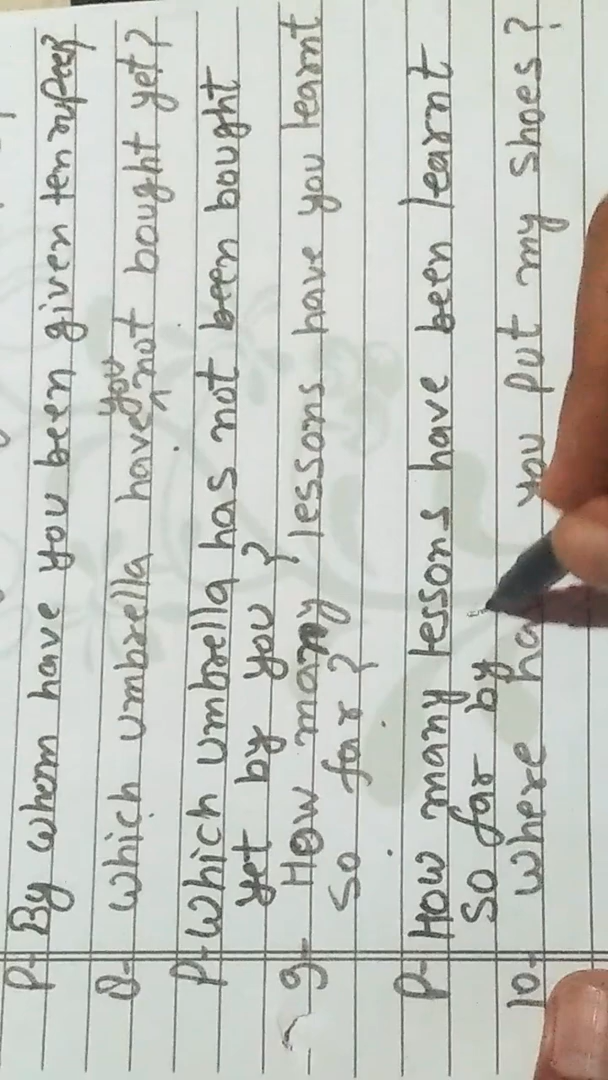 P- By whom have you been given ten rupees
8- which umbrella have you not bought yet?
P- Which umbrella has not been bought
yet by you?
9- How many lessons have you learnt
so far?
P- How many lessons have been learnt
so far by
10- where ha you put my shoes?